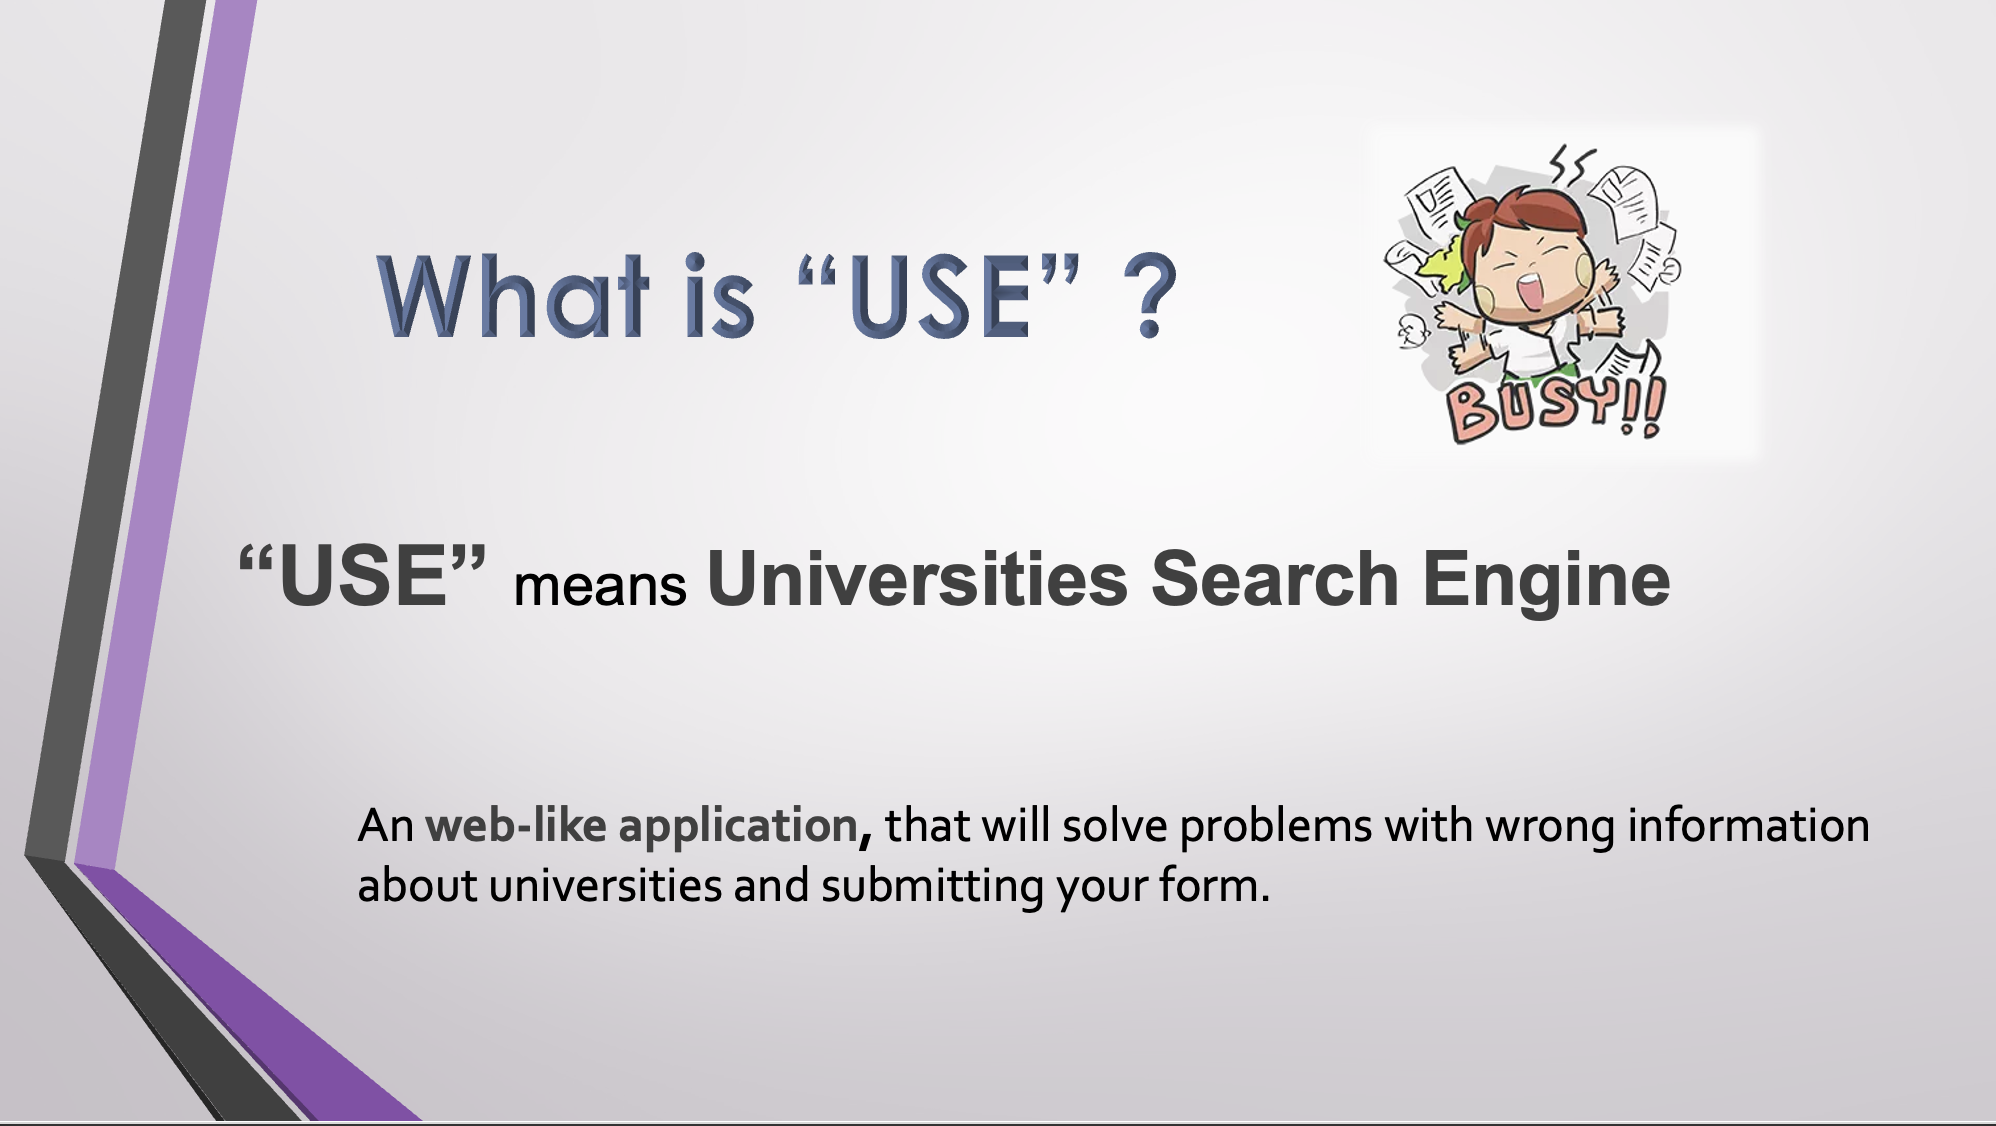 What is “USE” ?
BUSY!!
“USE” means Universities Search Engine
An web-like application, that will solve problems with wrong information
about universities and submitting your form.